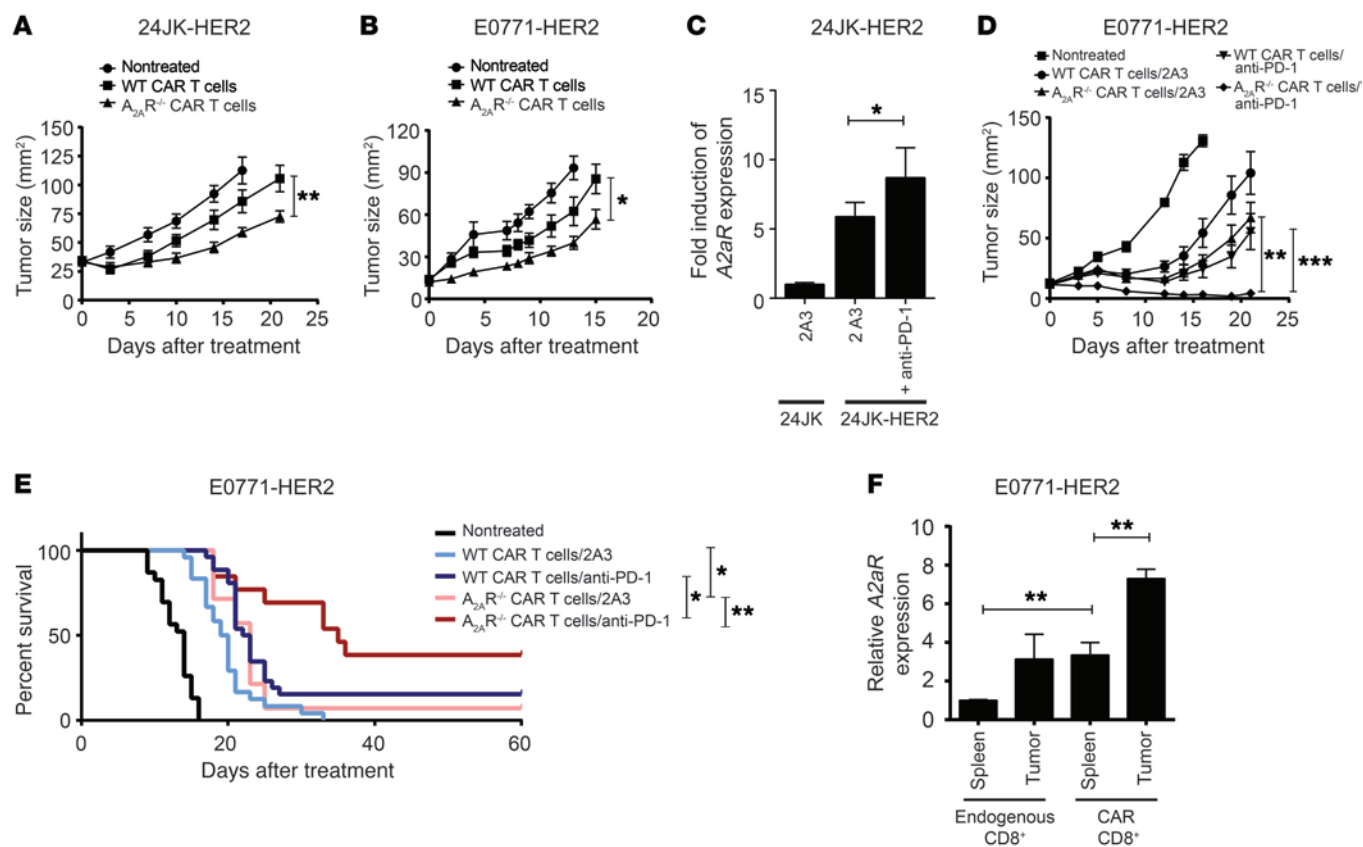 A
24JK-HER2
Nontreated
WT CAR T cells
A2AR-/- CAR T cells
Tumor size (mm²)
150
125
100
75
50
25
0
0 5 10 15 20 25
Days after treatment
**
B
E0771-HER2
Nontreated
WT CAR T cells
A2AR-/- CAR T cells
Tumor size (mm²)
120
90
60
30
0
0 5 10 15 20
Days after treatment
*
C
24JK-HER2
Fold induction of
A2aR expression
15
10
5
0
*
2A3
2 A3
+ anti-PD-1
24JK
24JK-HER2
D
E0771-HER2
Nontreated
WT CAR T cells/2A3
A2AR-/- CAR T cells/2A3
WT CAR T cells/
anti-PD-1
A2AR-/- CAR T cells/
anti-PD-1
Tumor size (mm²)
150
100
50
0
0 5 10 15 20 25
Days after treatment
**
***
E
E0771-HER2
Nontreated
WT CAR T cells/2A3
WT CAR T cells/anti-PD-1
A2AR-/- CAR T cells/2A3
A2AR-/- CAR T cells/anti-PD-1
*
*
**
Percent survival
100
50
0
0 20 40 60
Days after treatment
F
E0771-HER2
Relative A2aR
expression
10
8
6
4
2
0
**
**
Spleen
Tumor
Spleen
Tumor
Endogenous
CD8⁺
CAR
CD8⁺